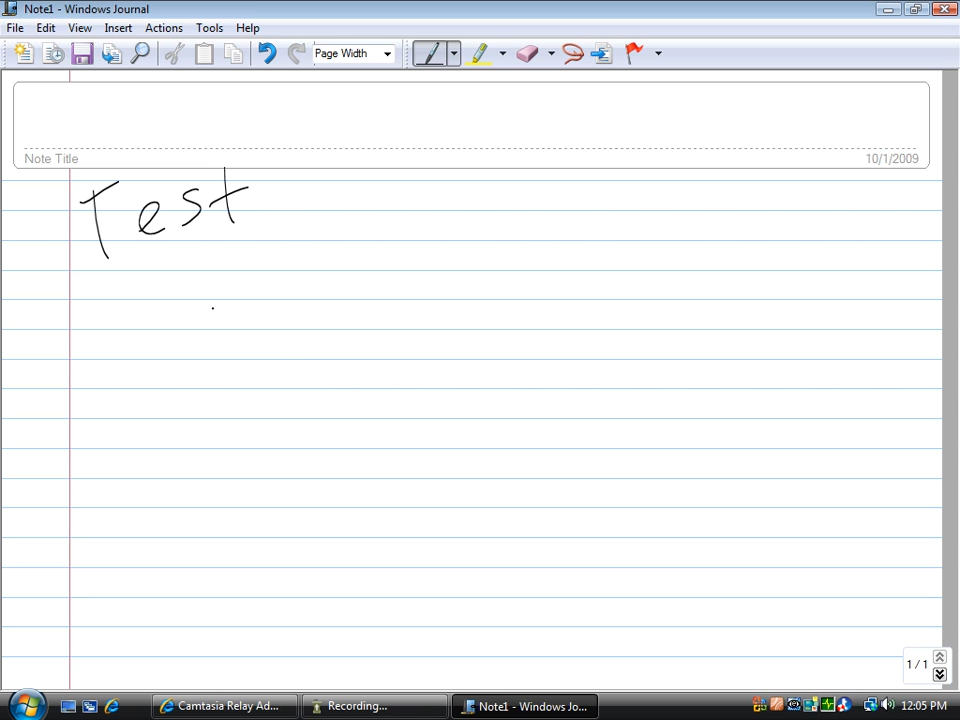 Note1 - Windows Journal
File Edit View Insert Actions Tools Help
Page Width
Note Title 10/1/2009
Test
1 / 1
Camtasia Relay Ad... Recording... Note1 - Windows Jo... 12:05 PM